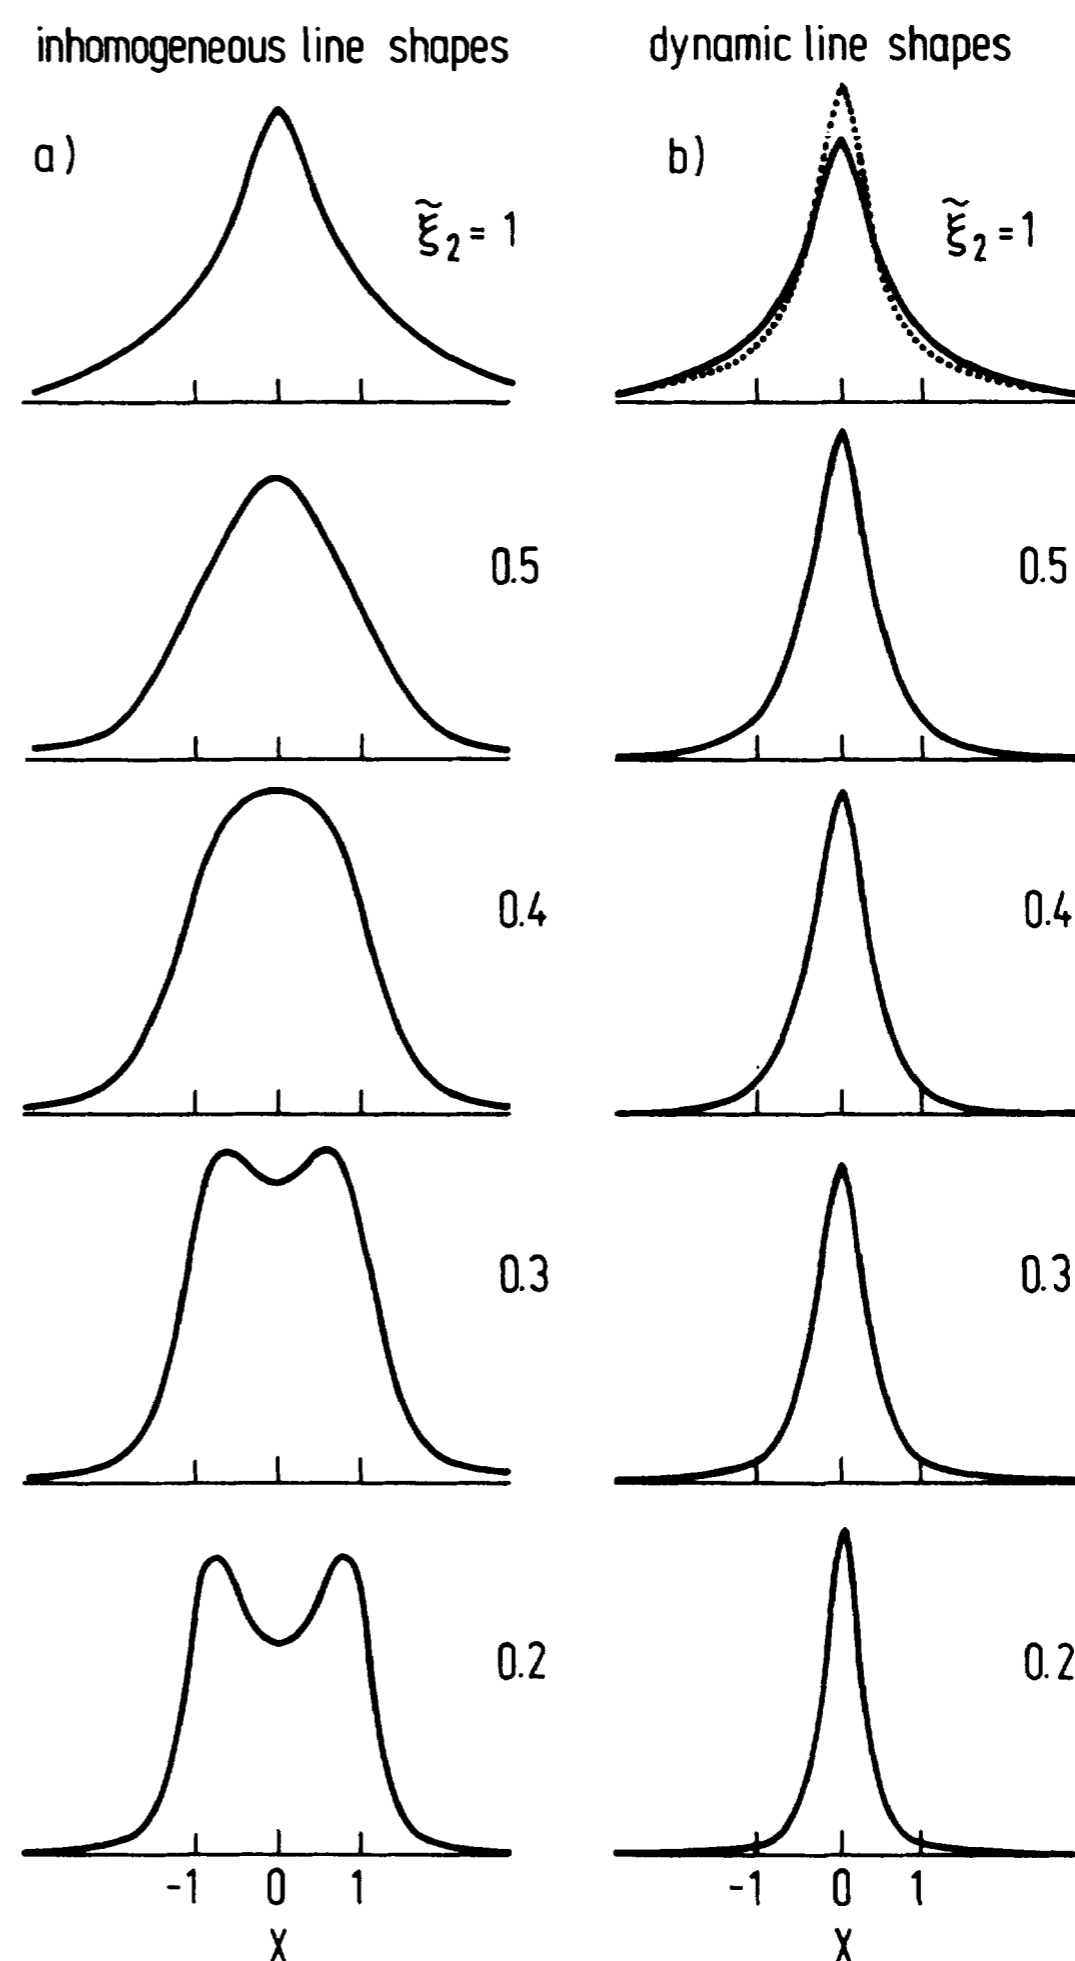 inhomogeneous line shapes
dynamic line shapes
a)
b)
ξ̃₂ = 1
ξ̃₂ = 1
0.5
0.5
0.4
0.4
0.3
0.3
0.2
0.2
-1 0 1
-1 0 1
X
X